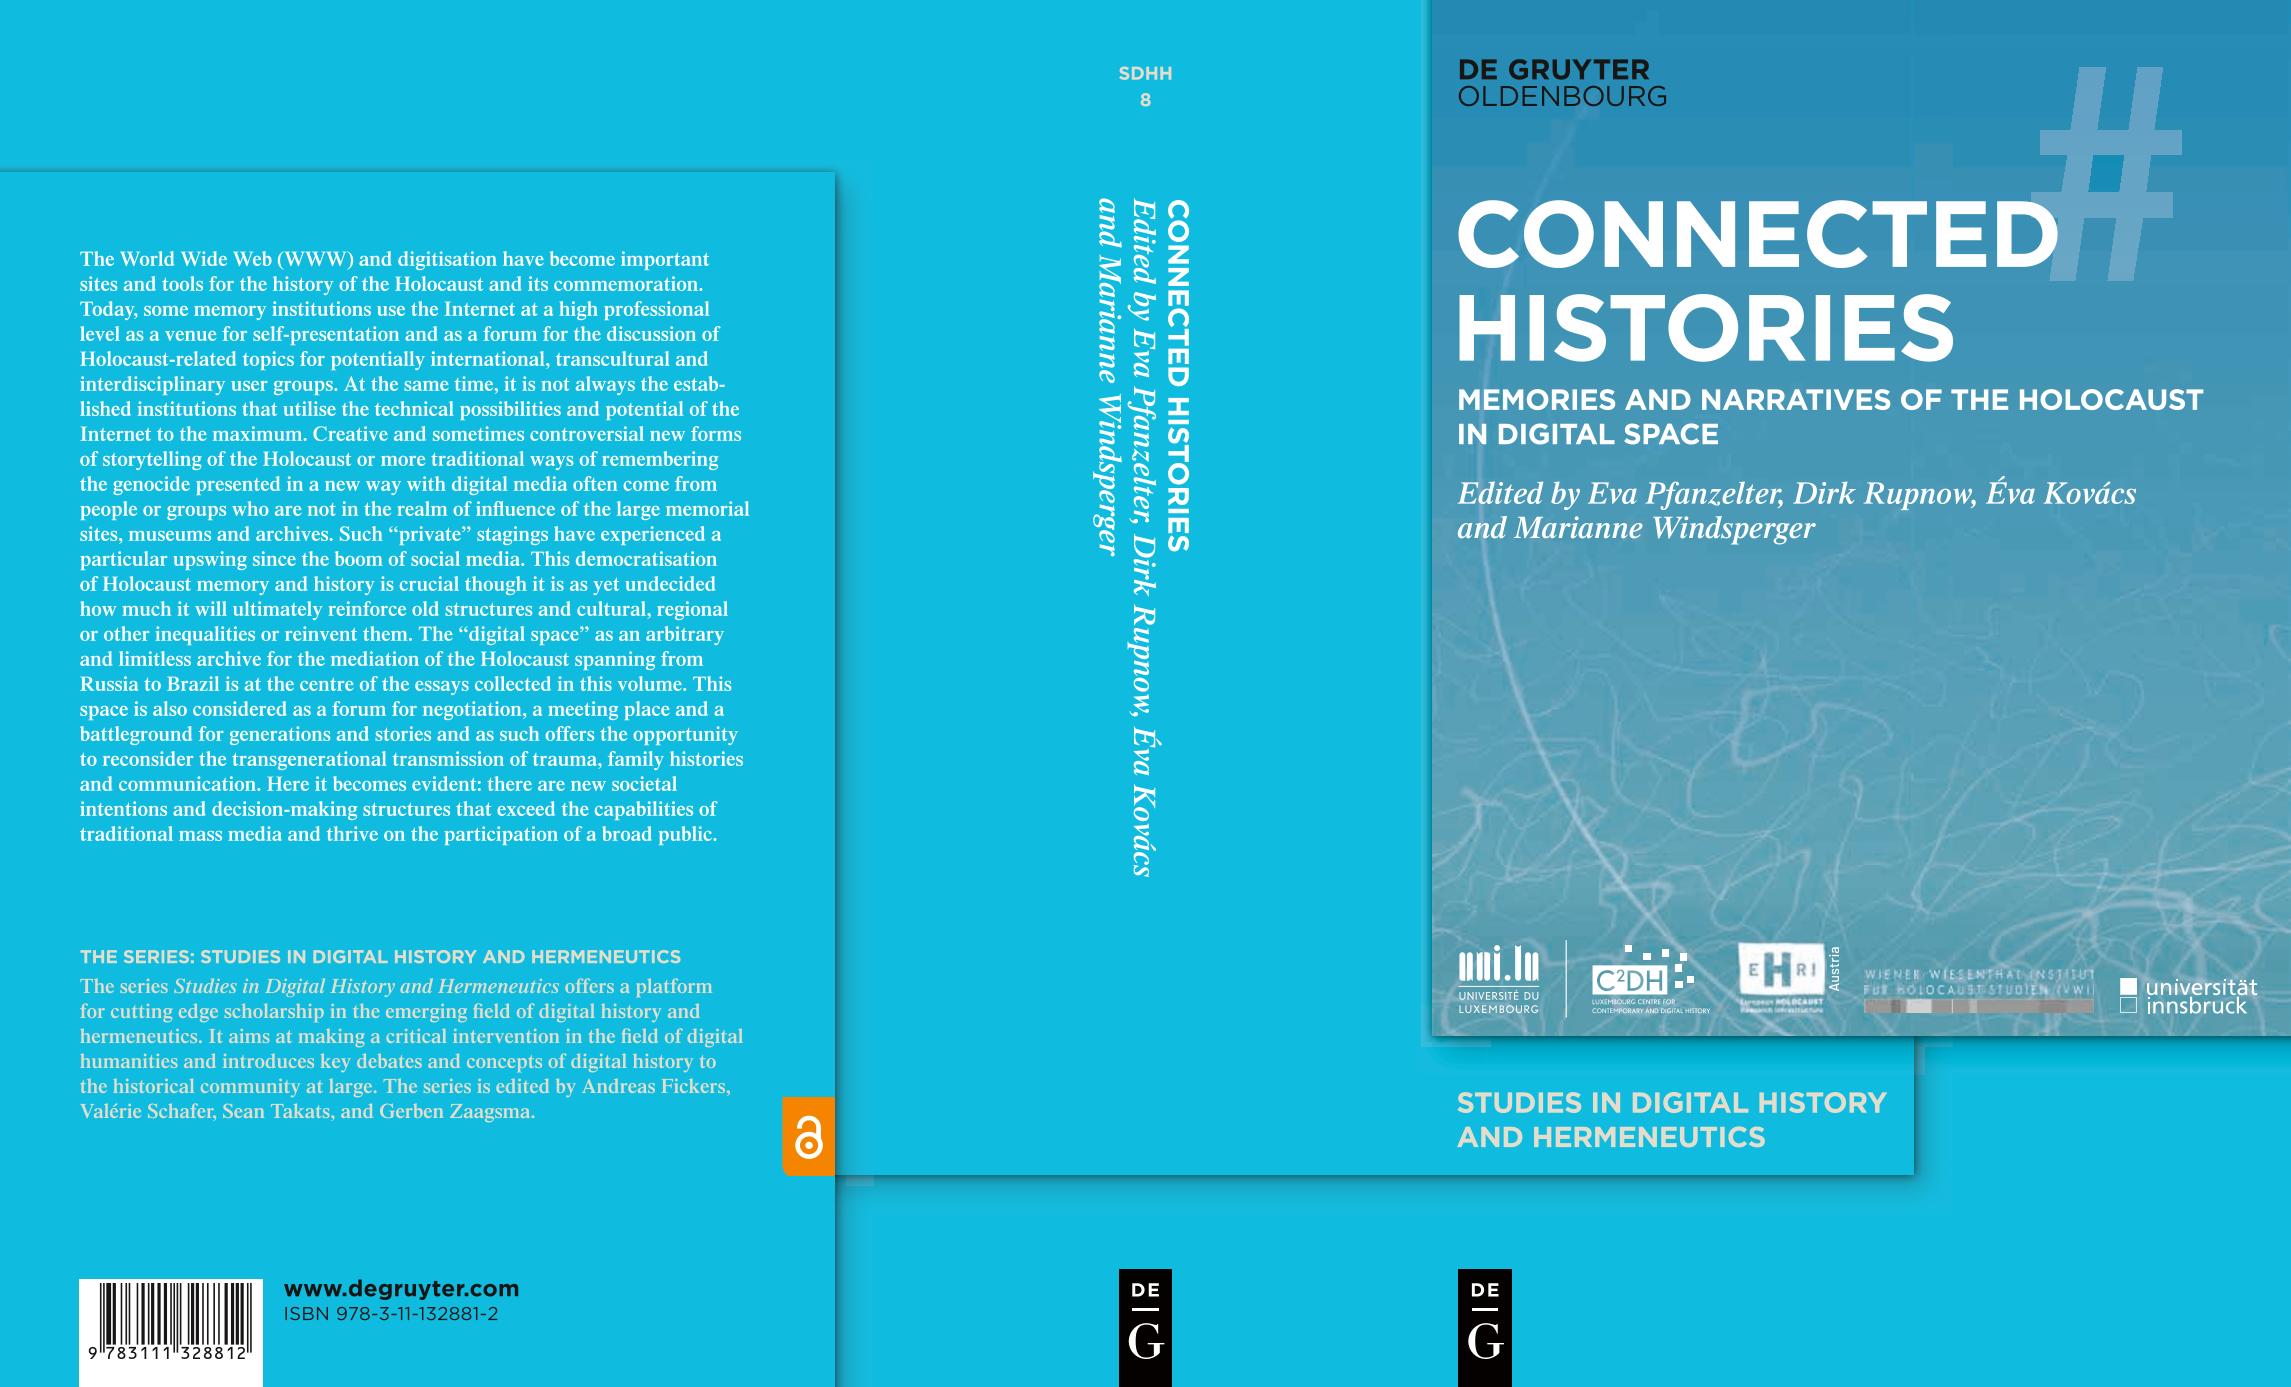 The World Wide Web (WWW) and digitisation have become important
sites and tools for the history of the Holocaust and its commemoration.
Today, some memory institutions use the Internet at a high professional
level as a venue for self-presentation and as a forum for the discussion of
Holocaust-related topics for potentially international, transcultural and
interdisciplinary user groups. At the same time, it is not always the estab-
lished institutions that utilise the technical possibilities and potential of the
Internet to the maximum. Creative and sometimes controversial new forms
of storytelling of the Holocaust or more traditional ways of remembering
the genocide presented in a new way with digital media often come from
people or groups who are not in the realm of influence of the large memorial
sites, museums and archives. Such “private” stagings have experienced a
particular upswing since the boom of social media. This democratisation
of Holocaust memory and history is crucial though it is as yet undecided
how much it will ultimately reinforce old structures and cultural, regional
or other inequalities or reinvent them. The “digital space” as an arbitrary
and limitless archive for the mediation of the Holocaust spanning from
Russia to Brazil is at the centre of the essays collected in this volume. This
space is also considered as a forum for negotiation, a meeting place and a
battleground for generations and stories and as such offers the opportunity
to reconsider the transgenerational transmission of trauma, family histories
and communication. Here it becomes evident: there are new societal
intentions and decision-making structures that exceed the capabilities of
traditional mass media and thrive on the participation of a broad public.
THE SERIES: STUDIES IN DIGITAL HISTORY AND HERMENEUTICS
The series Studies in Digital History and Hermeneutics offers a platform
for cutting edge scholarship in the emerging field of digital history and
hermeneutics. It aims at making a critical intervention in the field of digital
humanities and introduces key debates and concepts of digital history to
the historical community at large. The series is edited by Andreas Fickers,
Valérie Schafer, Sean Takats, and Gerben Zaagsma.
www.degruyter.com
ISBN 978-3-11-132881-2
9 783111 328812
SDHH
8
CONNECTED HISTORIES
Edited by Eva Pfanzelter, Dirk Rupnow, Éva Kovács
and Marianne Windsperger
DE
G
DE GRUYTER
OLDENBOURG
#
CONNECTED
HISTORIES
MEMORIES AND NARRATIVES OF THE HOLOCAUST
IN DIGITAL SPACE
Edited by Eva Pfanzelter, Dirk Rupnow, Éva Kovács
and Marianne Windsperger
uni.lu
UNIVERSITÉ DU
LUXEMBOURG
C²DH
LUXEMBOURG CENTRE FOR
CONTEMPORARY AND DIGITAL HISTORY
EHRI
European HOLOCAUST
Research Infrastructure
Austria
WIENER WIESENTHAL INSTITUT
FÜR HOLOCAUST-STUDIEN (VWI)
universität
innsbruck
STUDIES IN DIGITAL HISTORY
AND HERMENEUTICS
DE
G